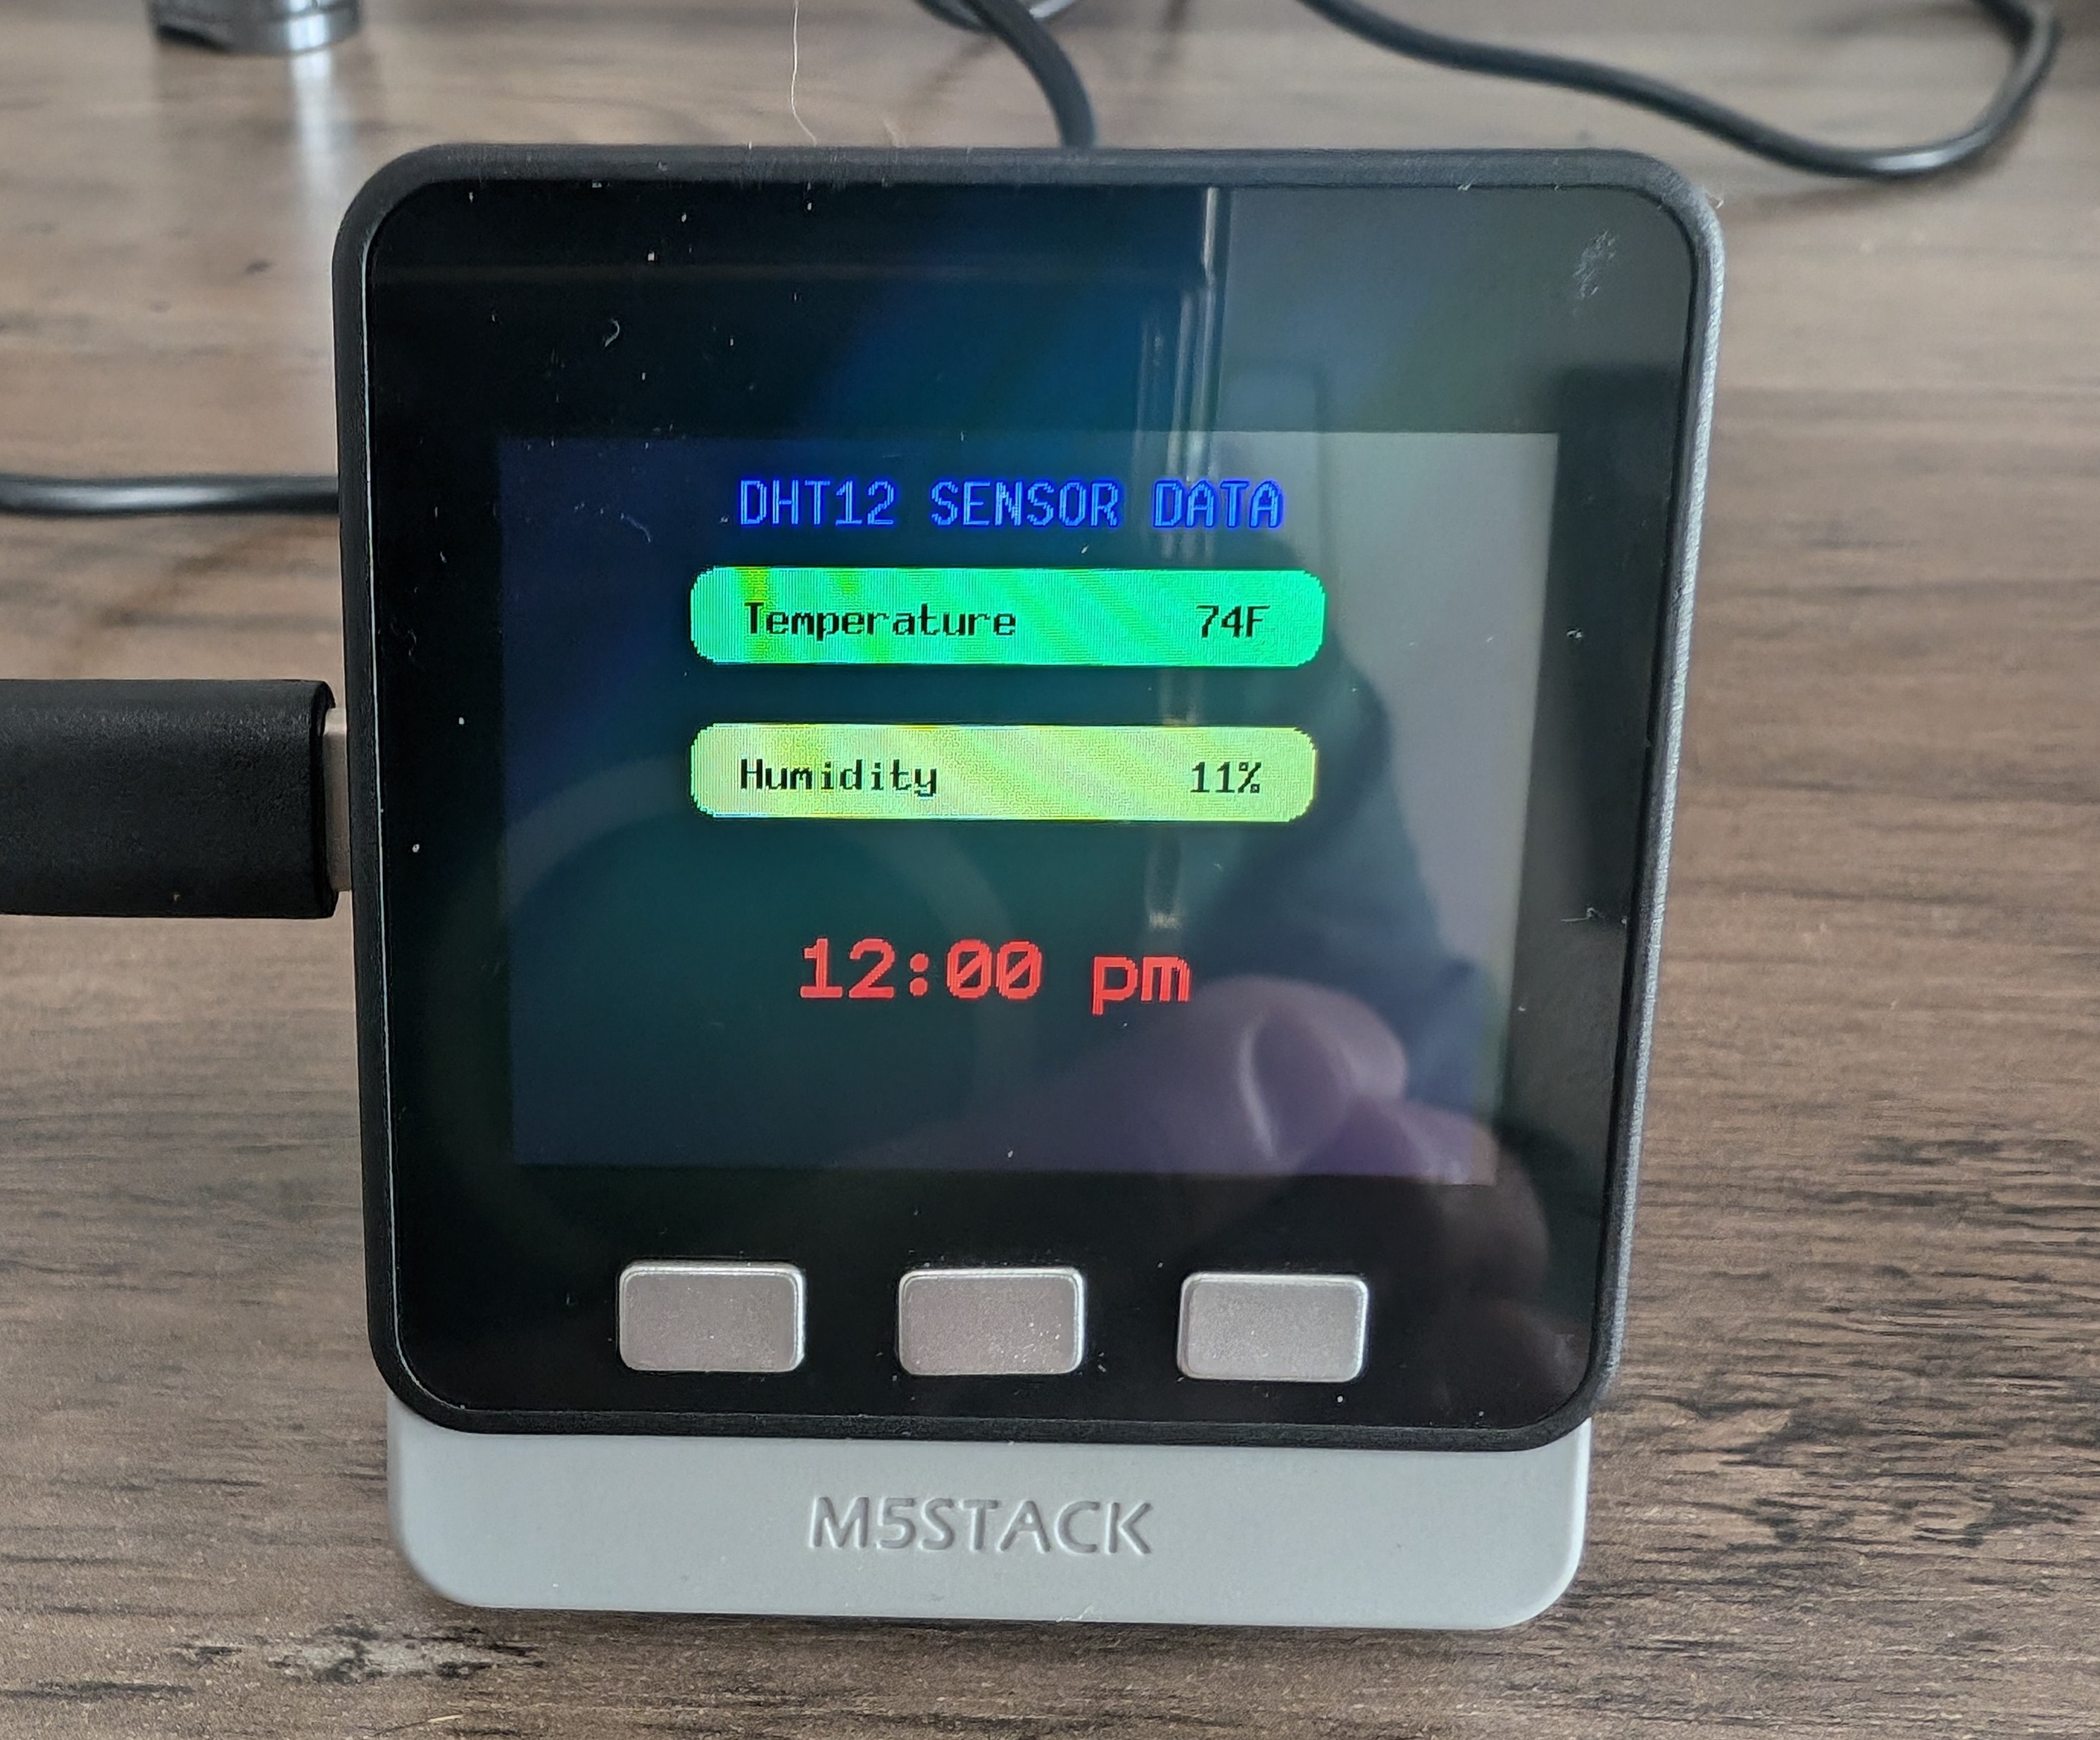 DHT12 SENSOR DATA
Temperature 74F
Humidity 11%
12:00 pm
M5STACK